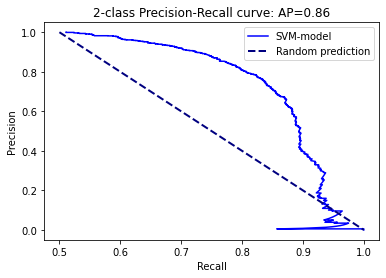 2-class Precision-Recall curve: AP=0.86
SVM-model
Random prediction
Precision
1.0
0.8
0.6
0.4
0.2
0.0
0.5 0.6 0.7 0.8 0.9 1.0
Recall